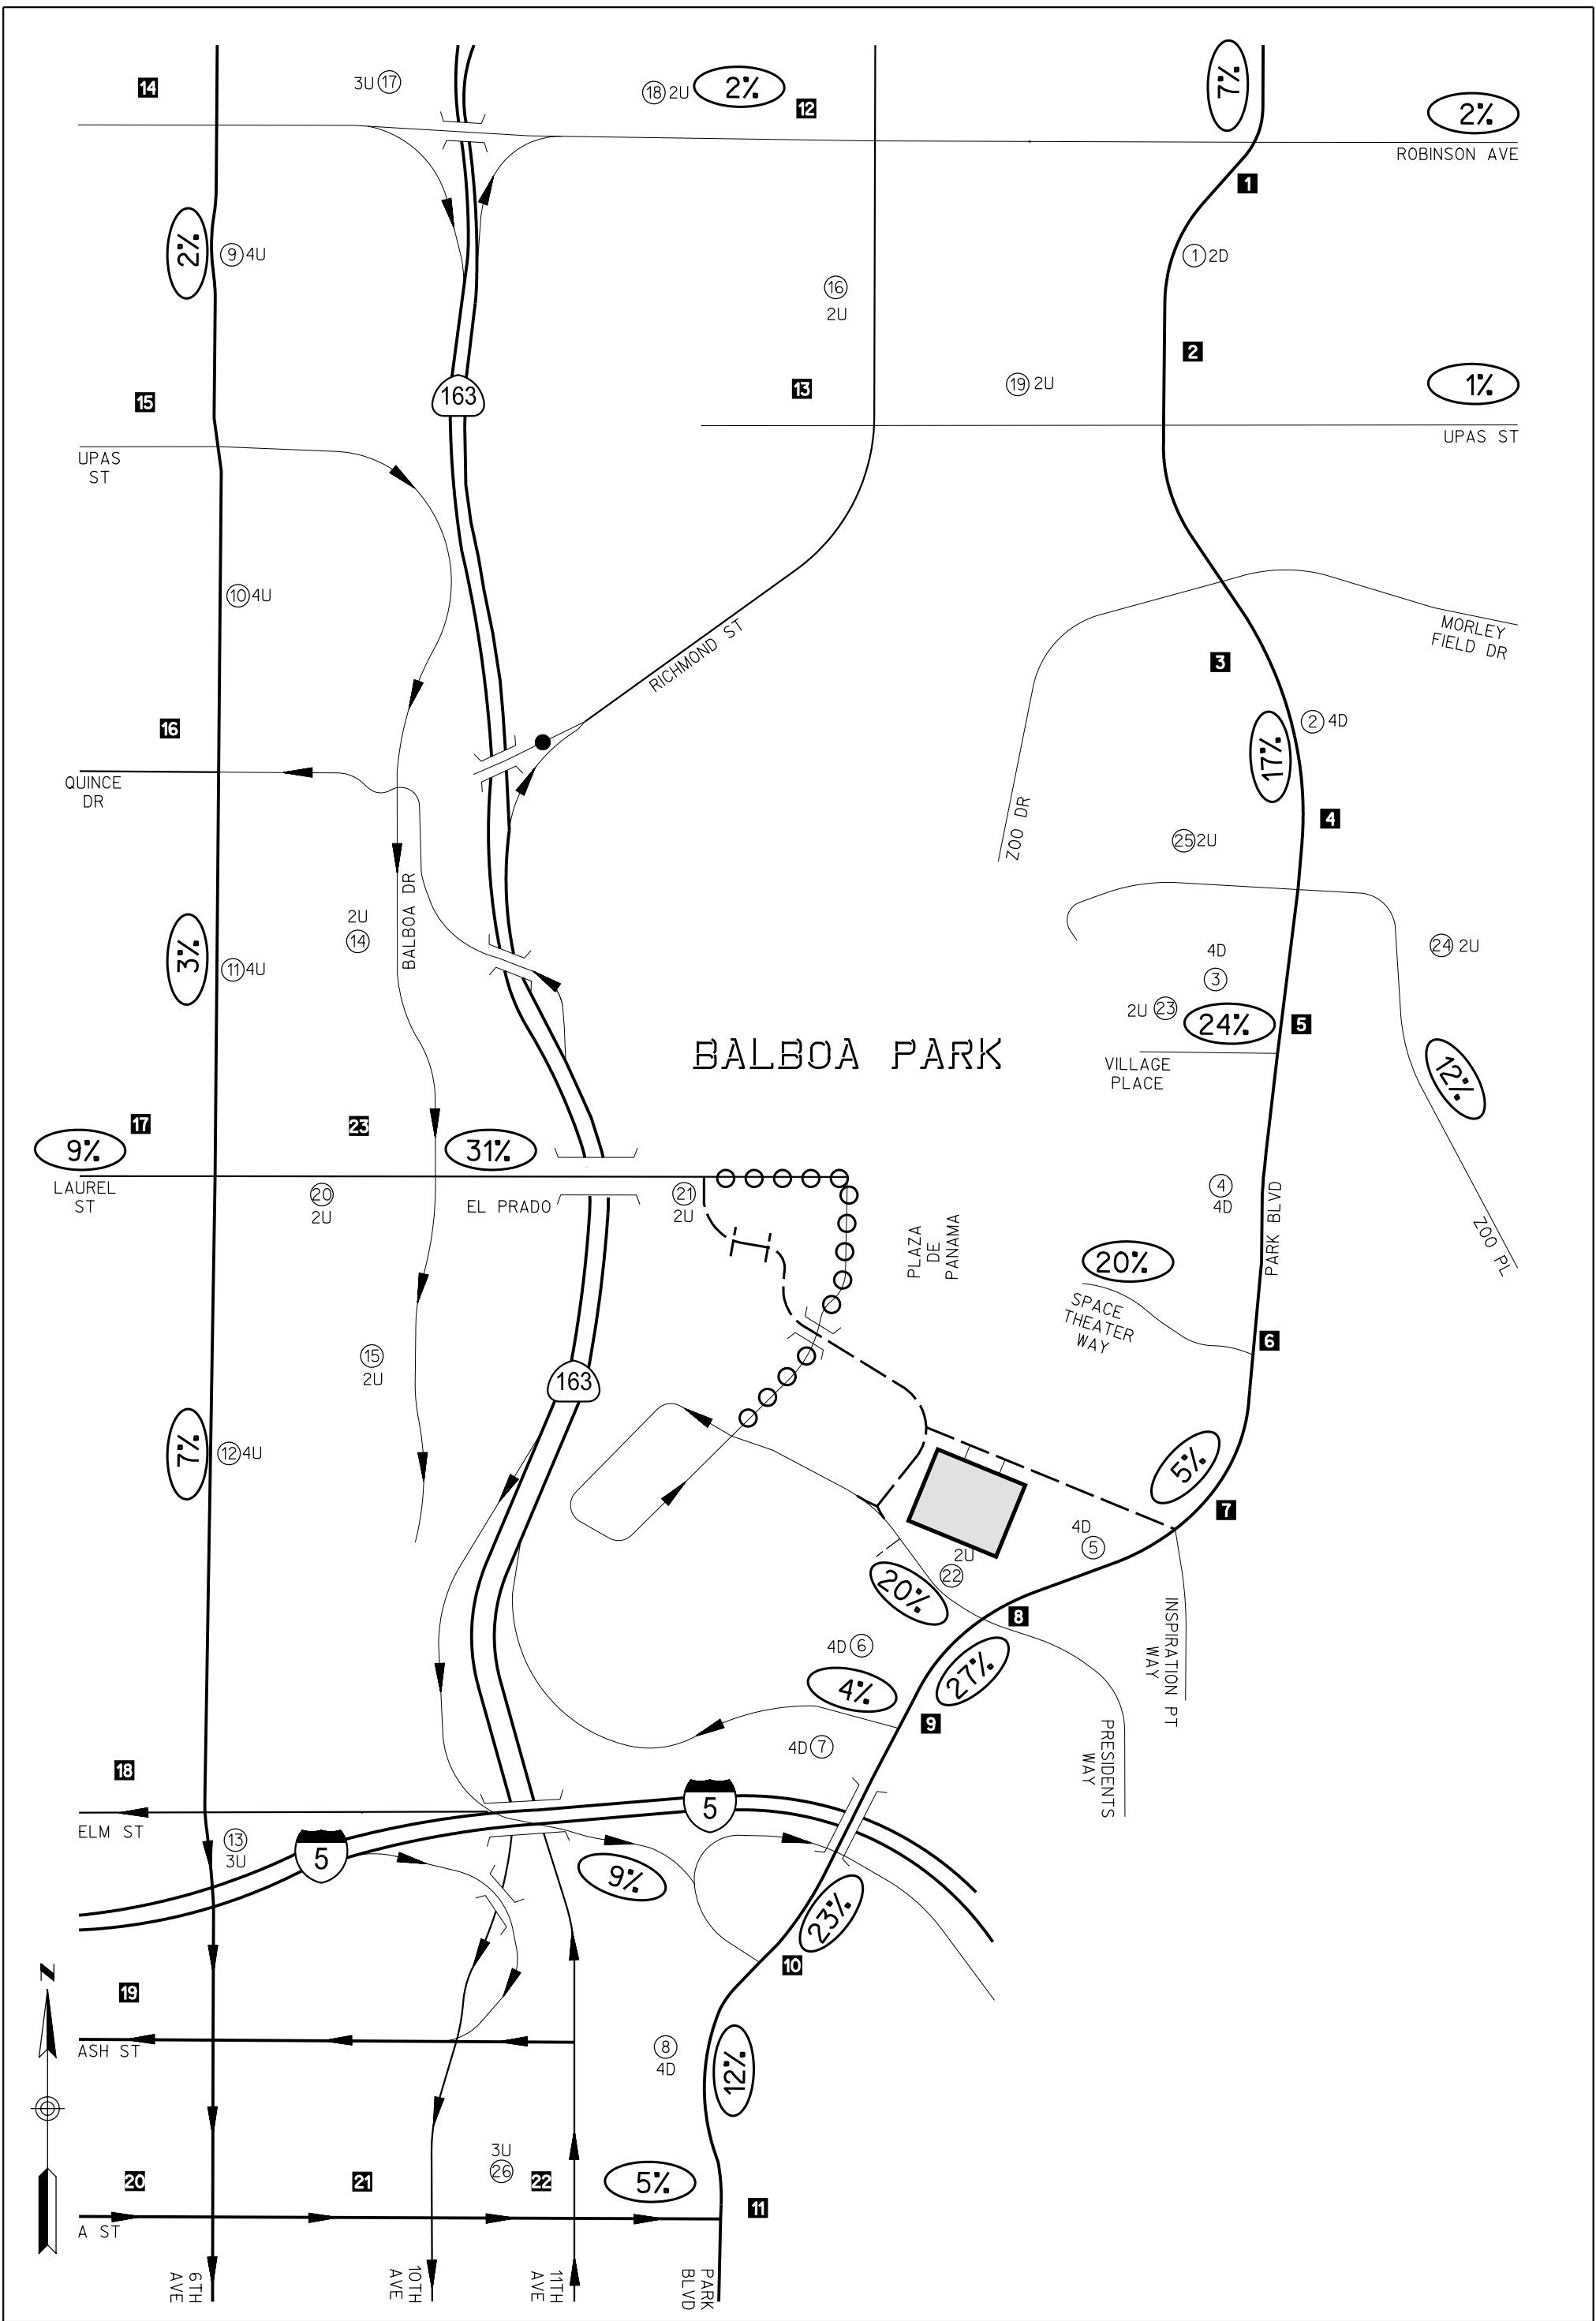 14
3U 17
18 2U
2%
12
7%
2%
ROBINSON AVE
1
2%
9 4U
1 2D
16
2U
2
163
15
13
19 2U
1%
UPAS
ST
UPAS ST
10 4U
MORLEY
FIELD DR
RICHMOND ST
3
16
2 4D
17%
QUINCE
DR
ZOO DR
4
25 2U
2U
14
BALBOA DR
3%
11 4U
4D
3
24 2U
2U 23
24%
5
BALBOA PARK
VILLAGE
PLACE
12%
17
23
9%
31%
LAUREL
ST
20
2U
EL PRADO
21
2U
4
4D
PARK BLVD
PLAZA
DE
PANAMA
ZOO PL
20%
SPACE
THEATER
WAY
6
15
2U
163
7%
12 4U
5%
7
4D
5
2U
22
20%
8
INSPIRATION PT
WAY
4D 6
4%
27%
9
4D 7
PRESIDENTS
WAY
18
5
ELM ST
13
3U
5
9%
23%
10
N
19
ASH ST
8
4D
12%
3U
26
20
21
22
5%
11
A ST
6TH
AVE
10TH
AVE
11TH
AVE
PARK
BLVD